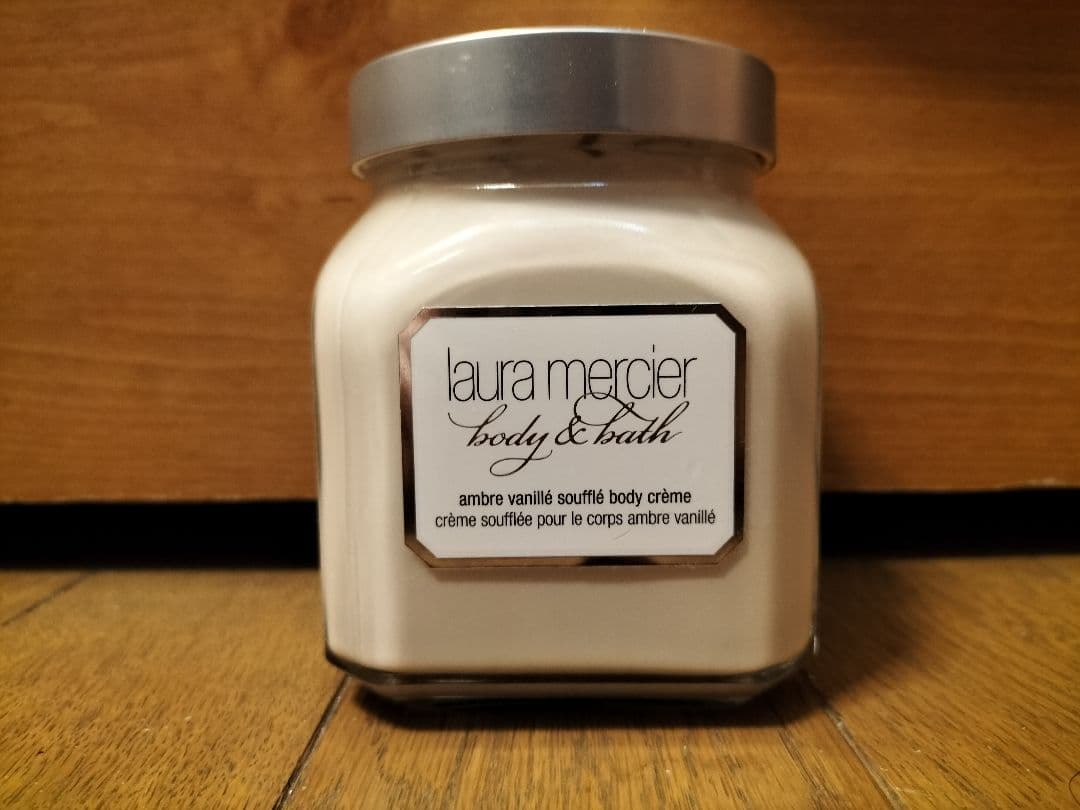 laura mercier
body & bath
ambre vanillé soufflé body crème
crème soufflée pour le corps ambre vanillé